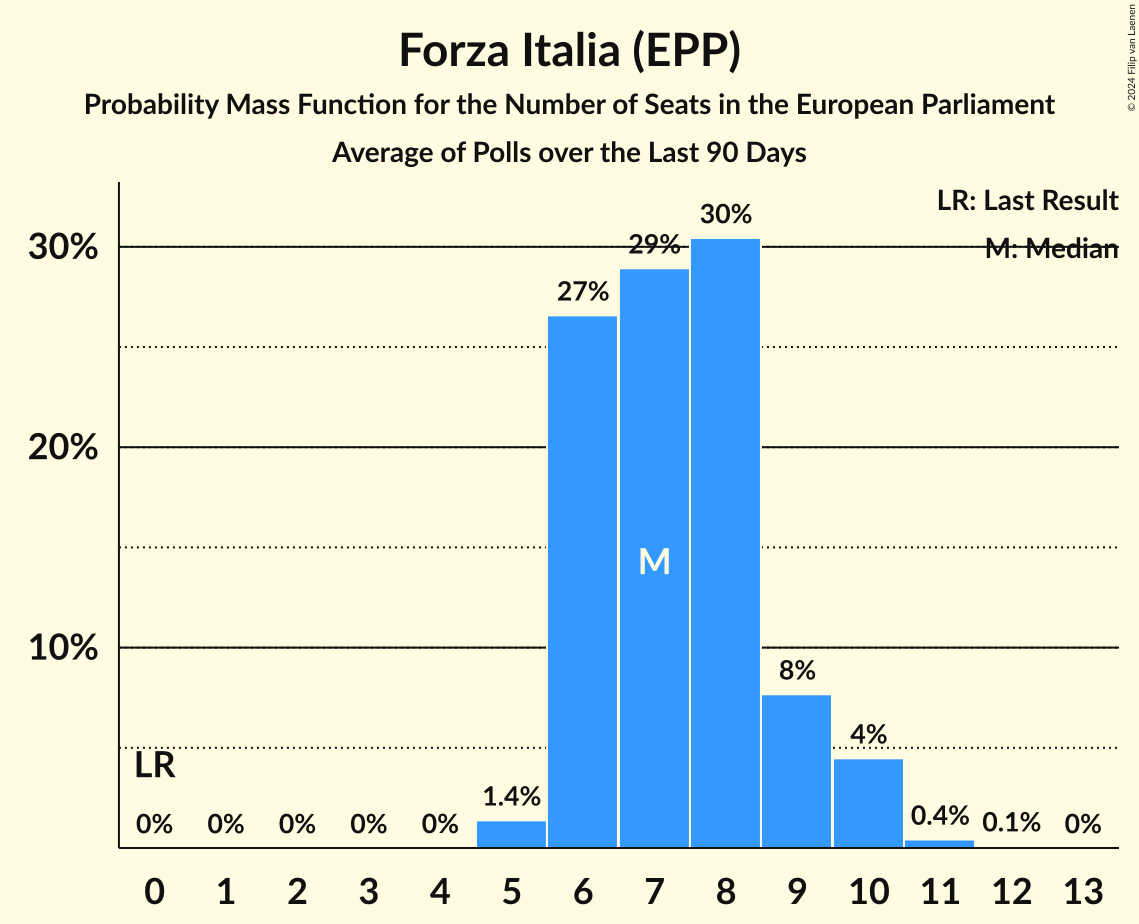 Forza Italia (EPP)
Probability Mass Function for the Number of Seats in the European Parliament
Average of Polls over the Last 90 Days
© 2024 Filip van Laenen
LR: Last Result
M: Median
30%
20%
10%
LR
M
0% 0% 0% 0% 0% 1.4% 27% 29% 30% 8% 4% 0.4% 0.1% 0%
0 1 2 3 4 5 6 7 8 9 10 11 12 13